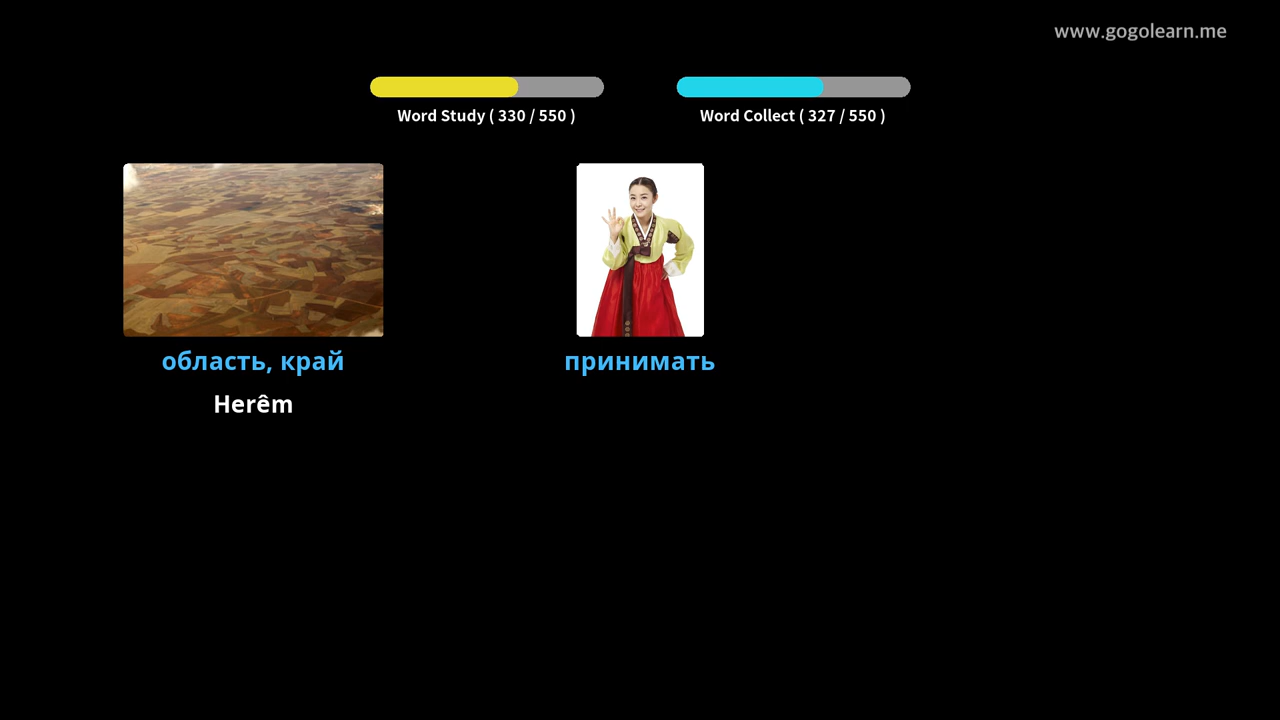 www.gogolearn.me
Word Study ( 330 / 550 )
Word Collect ( 327 / 550 )
область, край
принимать
Herêm